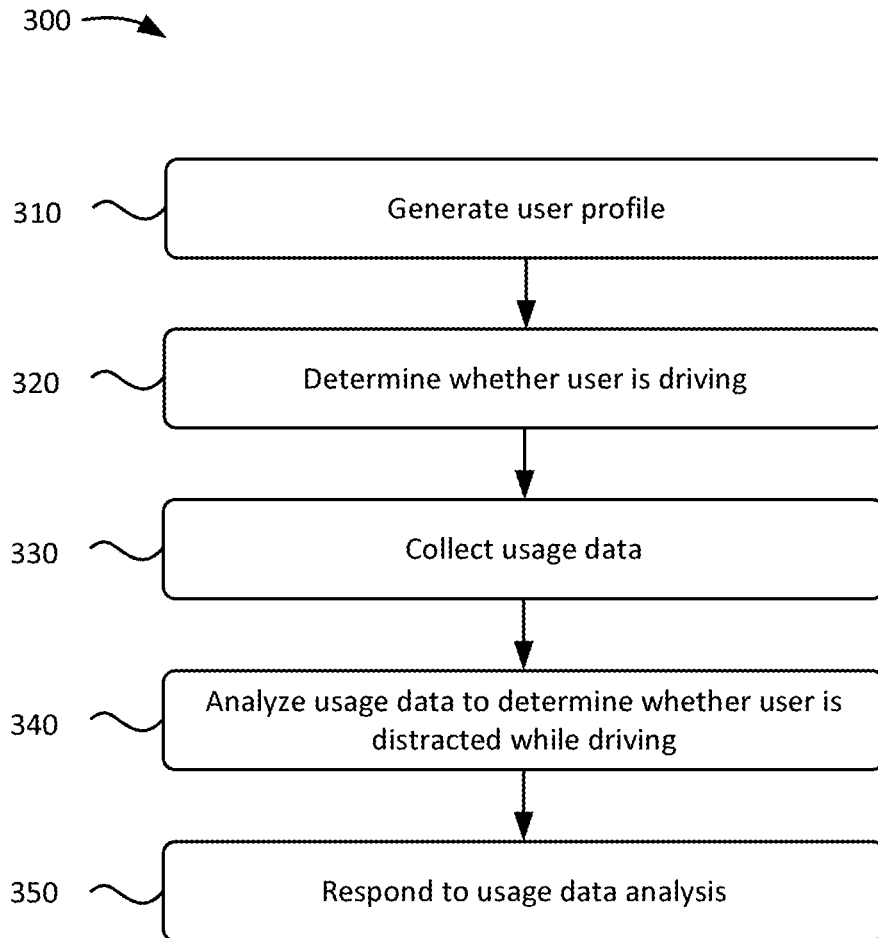 300
310
Generate user profile
320
Determine whether user is driving
330
Collect usage data
340
Analyze usage data to determine whether user is
distracted while driving
350
Respond to usage data analysis